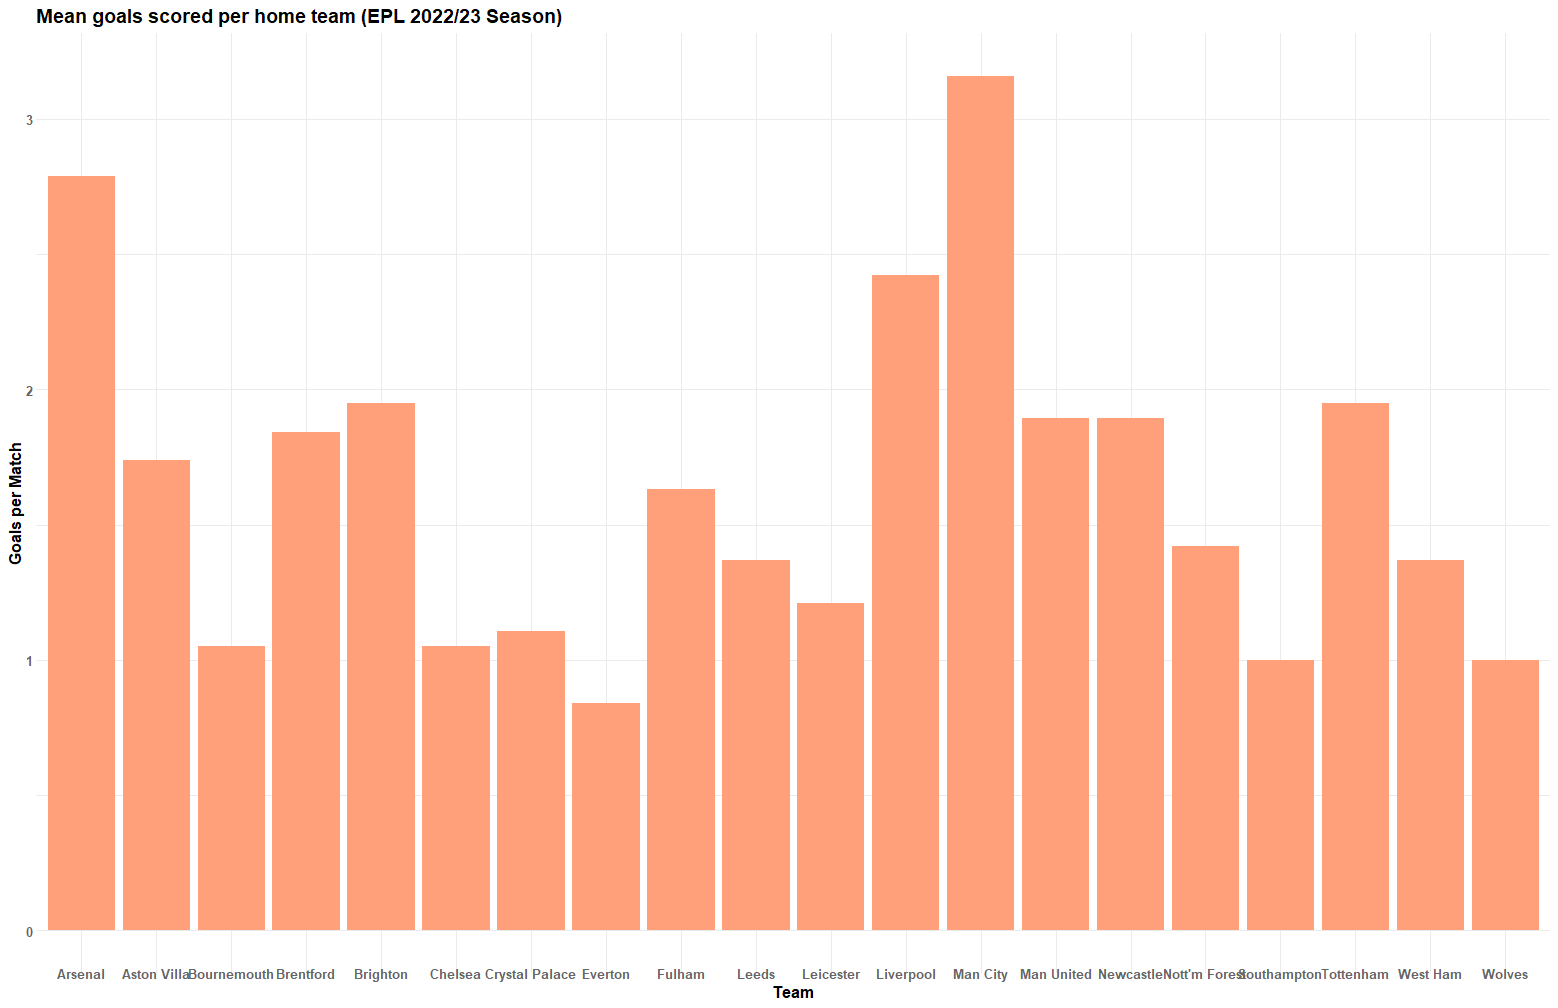 Mean goals scored per home team (EPL 2022/23 Season)
Goals per Match
3
2
1
0
Arsenal Aston Villa Bournemouth Brentford Brighton Chelsea Crystal Palace Everton Fulham Leeds Leicester Liverpool Man City Man United Newcastle Nott'm Forest Southampton Tottenham West Ham Wolves
Team